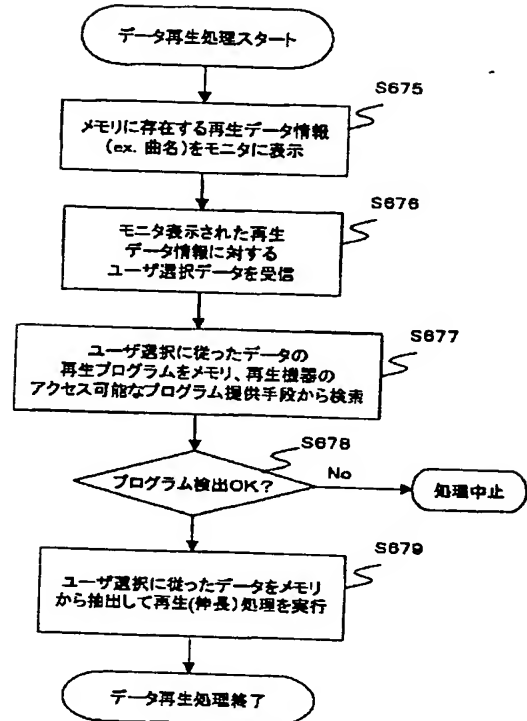 データ再生処理スタート
S675
メモリに存在する再生データ情報
(ex. 曲名)をモニタに表示
S676
モニタ表示された再生
データ情報に対する
ユーザ選択データを受信
S677
ユーザ選択に従ったデータの
再生プログラムをメモリ、再生機器の
アクセス可能なプログラム提供手段から検索
S678
プログラム検出OK?
No
処理中止
S679
ユーザ選択に従ったデータをメモリ
から抽出して再生(伸長)処理を実行
データ再生処理終了